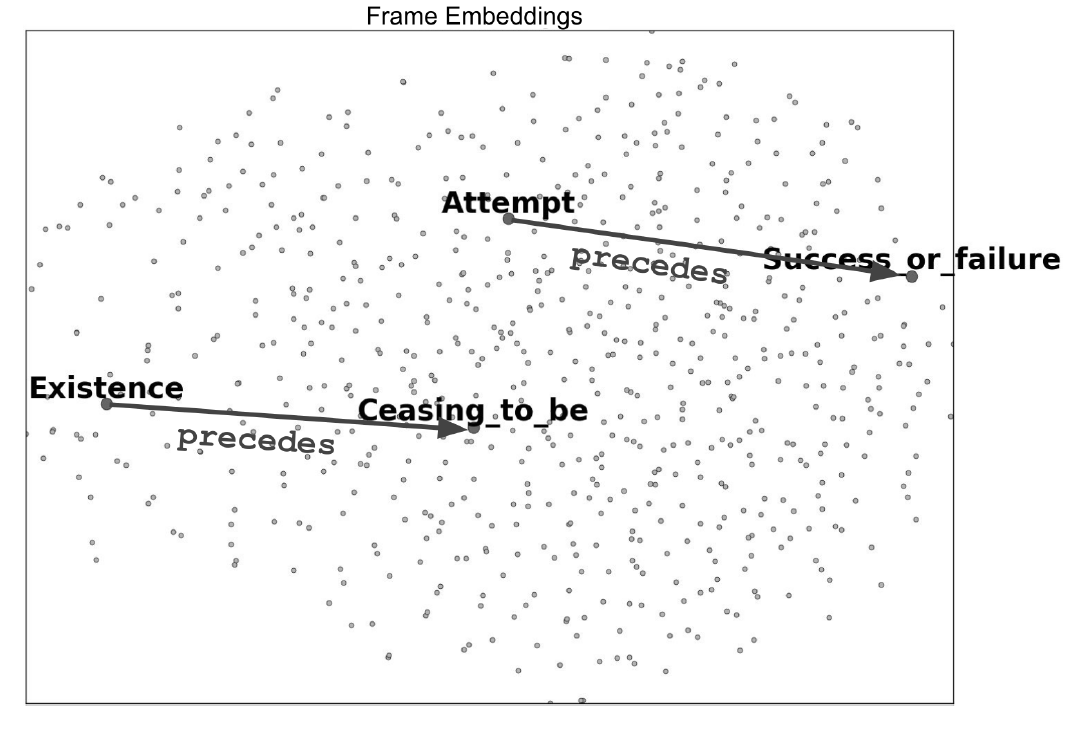 Frame Embeddings
Attempt
precedes
Success_or_failure
Existence
Ceasing_to_be
precedes